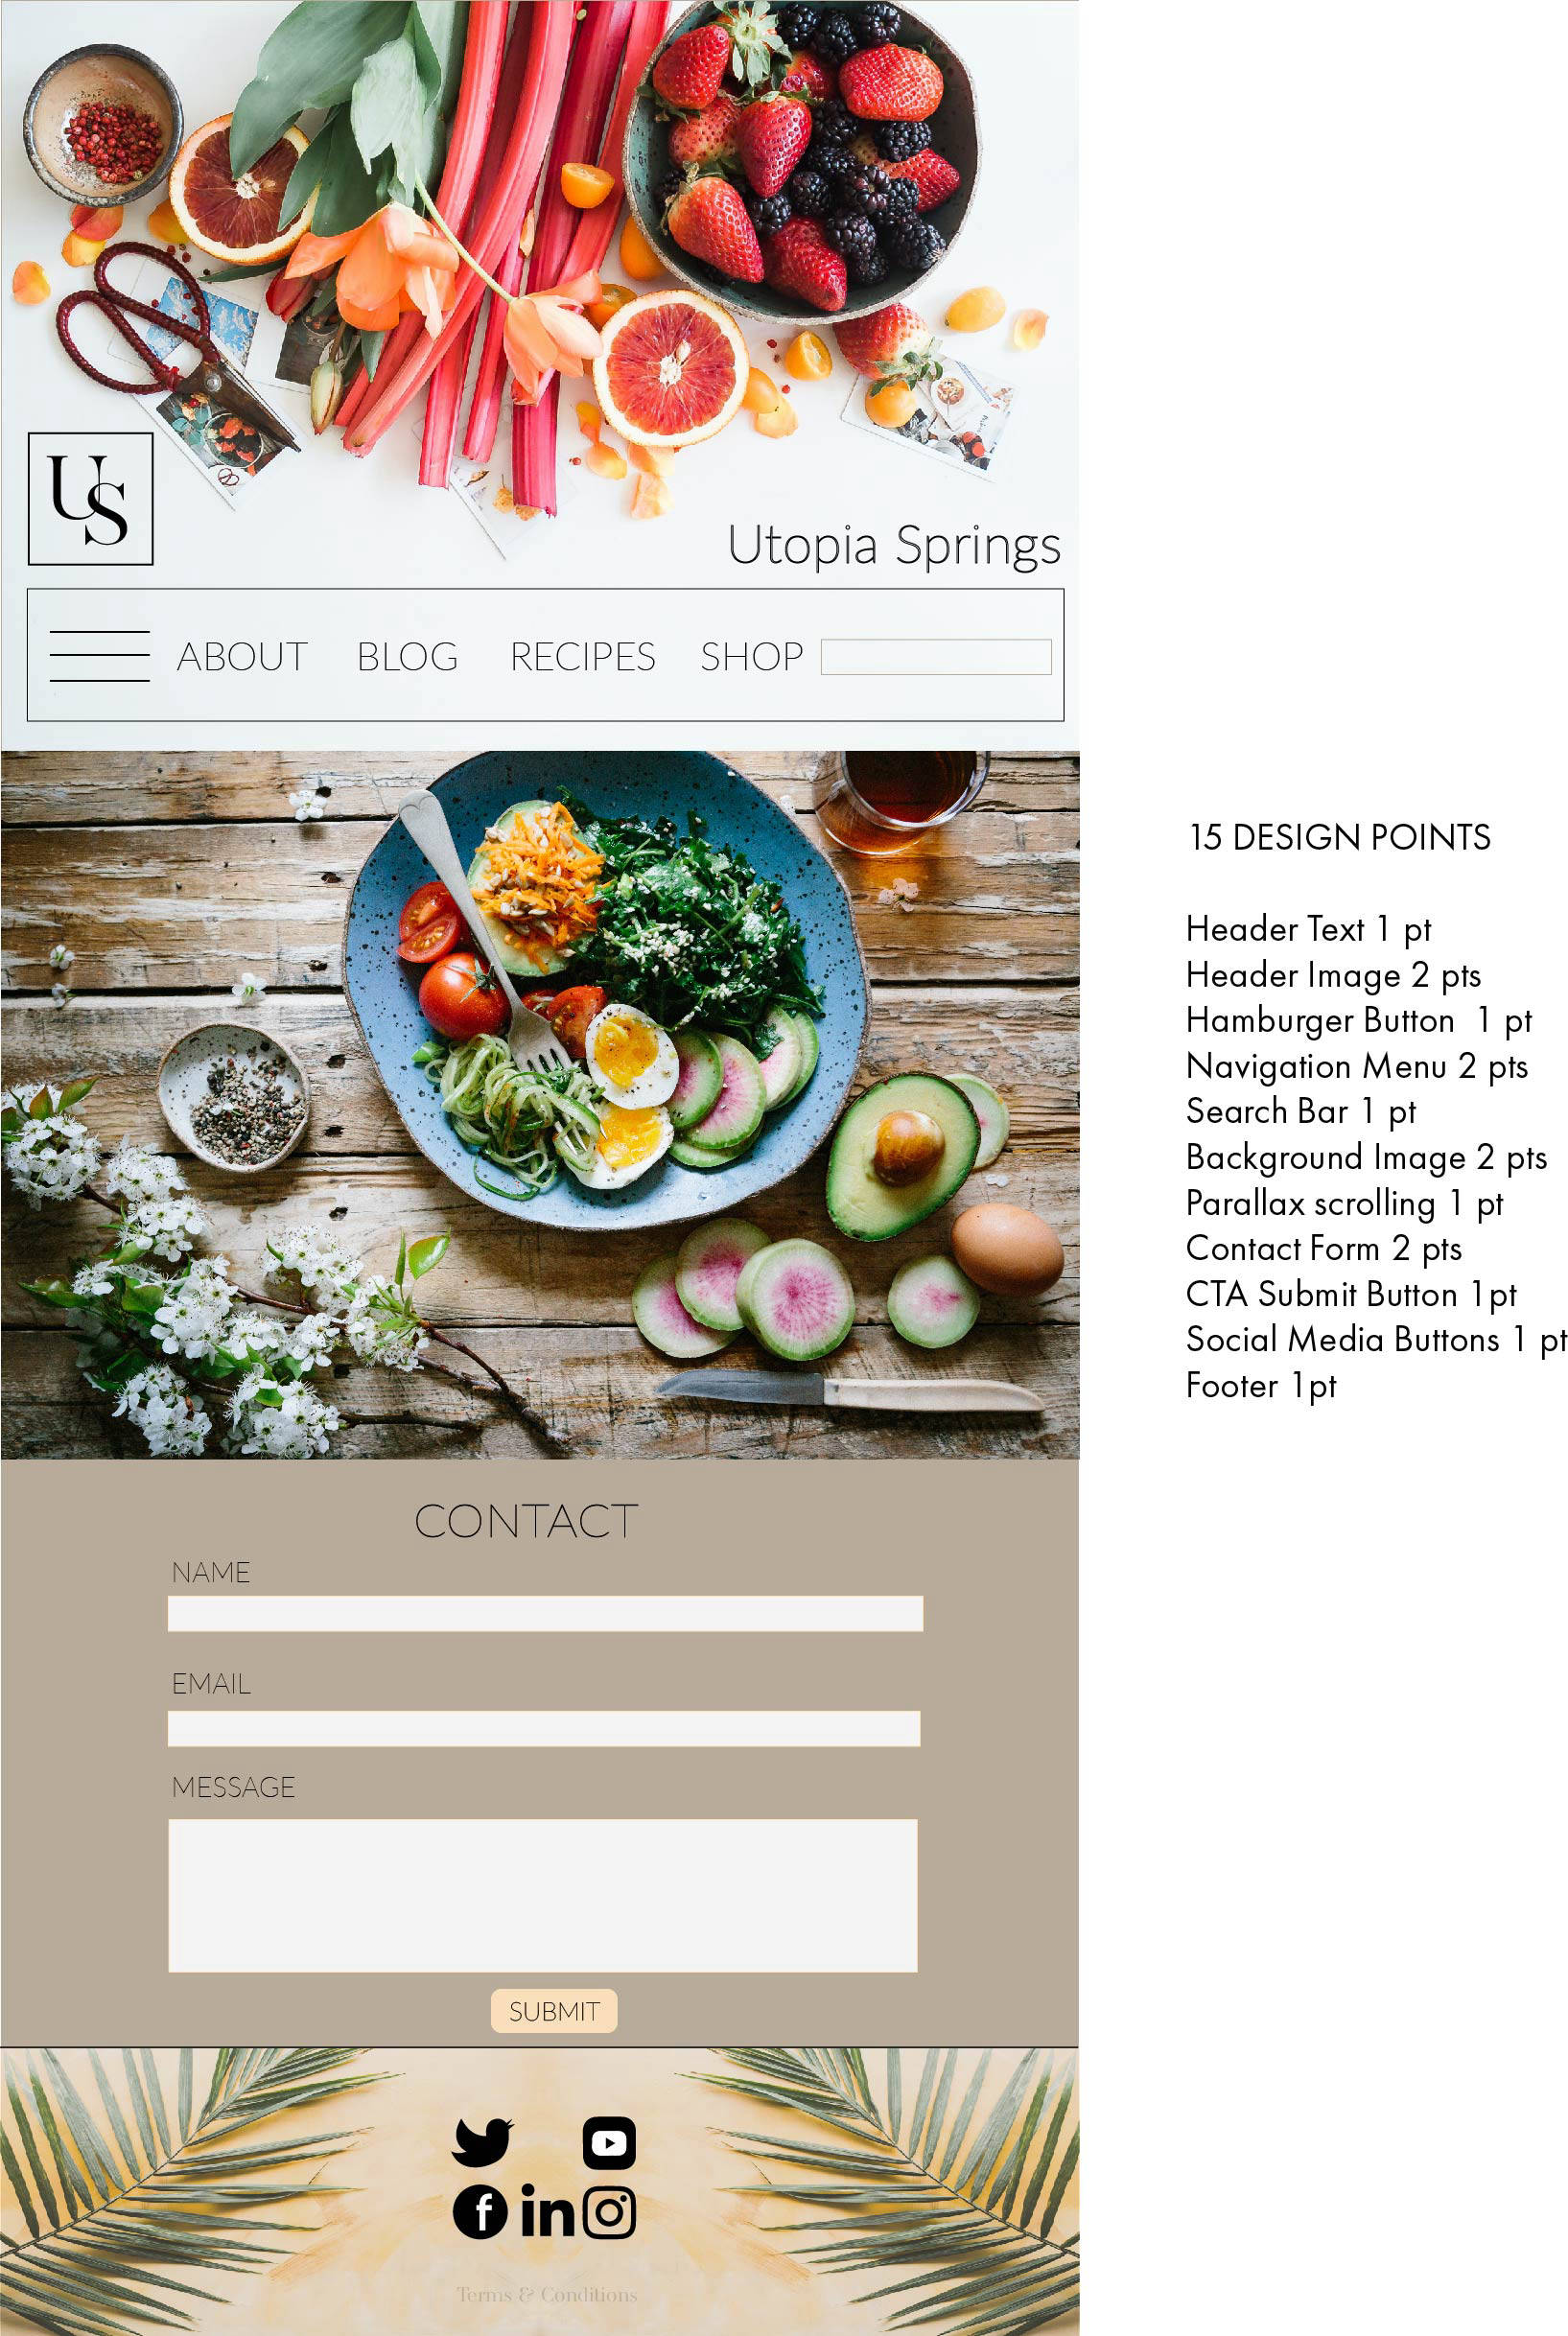 US
Utopia Springs
ABOUT BLOG RECIPES SHOP
15 DESIGN POINTS
Header Text 1 pt
Header Image 2 pts
Hamburger Button 1 pt
Navigation Menu 2 pts
Search Bar 1 pt
Background Image 2 pts
Parallax scrolling 1 pt
Contact Form 2 pts
CTA Submit Button 1pt
Social Media Buttons 1 pt
Footer 1pt
CONTACT
NAME
EMAIL
MESSAGE
SUBMIT
f in
Terms & Conditions